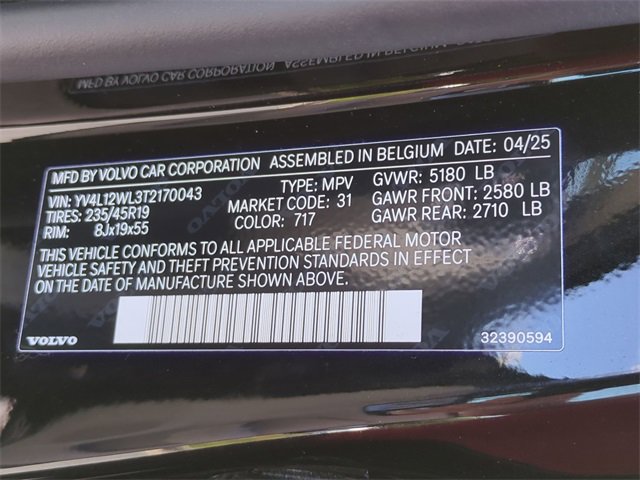 MFD BY VOLVO CAR CORPORATION ASSEMBLED IN BELGIUM DATE: 04/25
VIN: YV4L12WL3T2170043 TYPE: MPV GVWR: 5180 LB
TIRES: 235/45R19 MARKET CODE: 31 GAWR FRONT: 2580 LB
RIM: 8Jx19x55 COLOR: 717 GAWR REAR: 2710 LB
THIS VEHICLE CONFORMS TO ALL APPLICABLE FEDERAL MOTOR
VEHICLE SAFETY AND THEFT PREVENTION STANDARDS IN EFFECT
ON THE DATE OF MANUFACTURE SHOWN ABOVE.
VOLVO 32390594